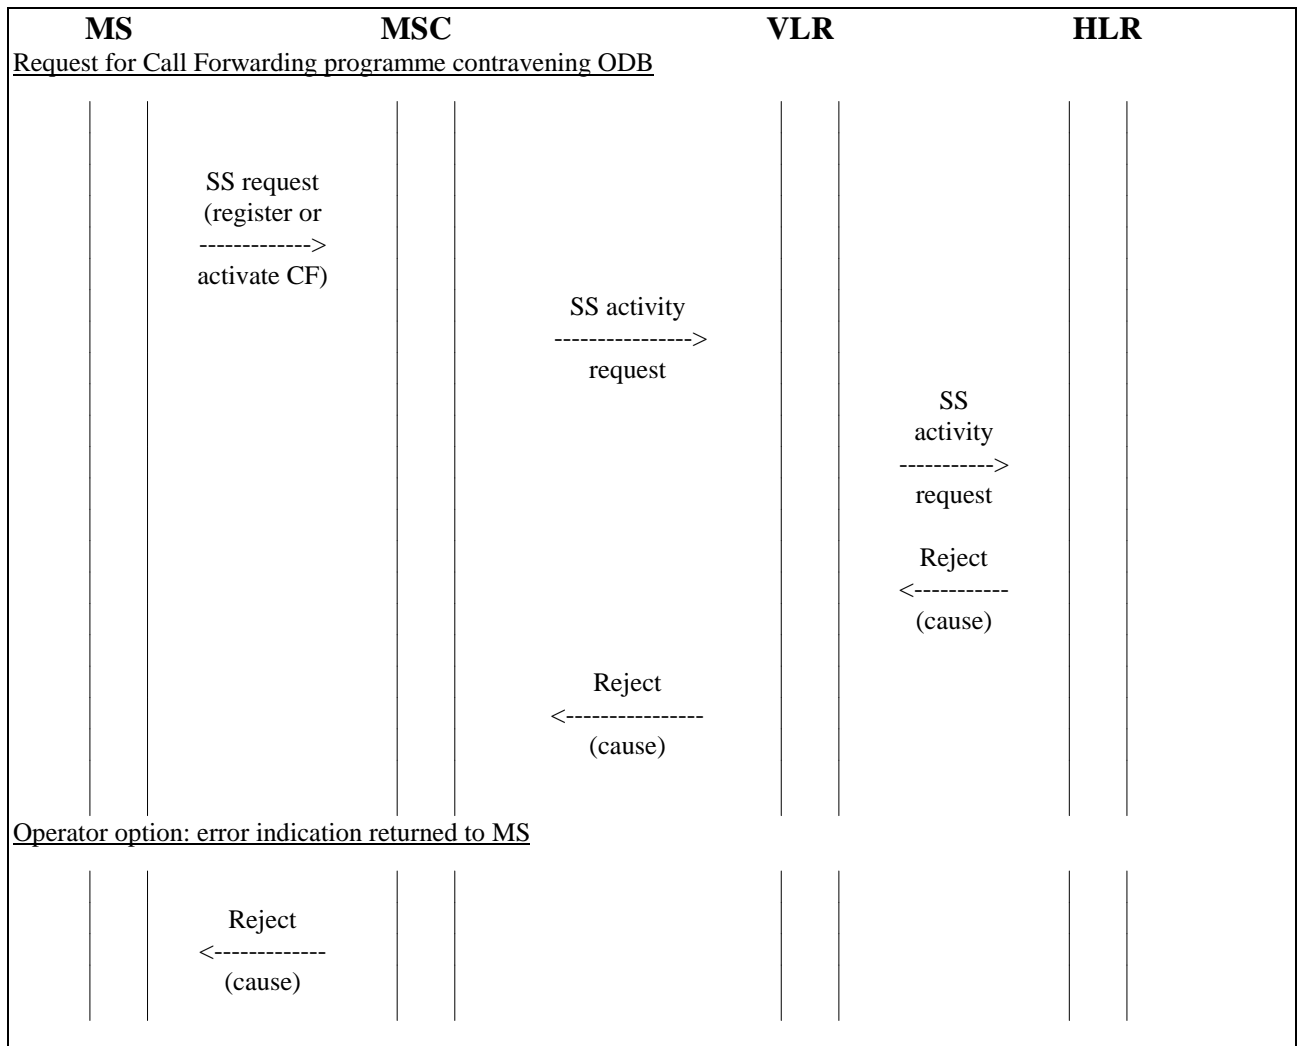 MS MSC VLR HLR
Request for Call Forwarding programme contravening ODB
SS request
(register or
------------->
activate CF)
SS activity
---------------->
request
SS
activity
----------->
request
Reject
<-----------
(cause)
Reject
<----------------
(cause)
Operator option: error indication returned to MS
Reject
<-------------
(cause)